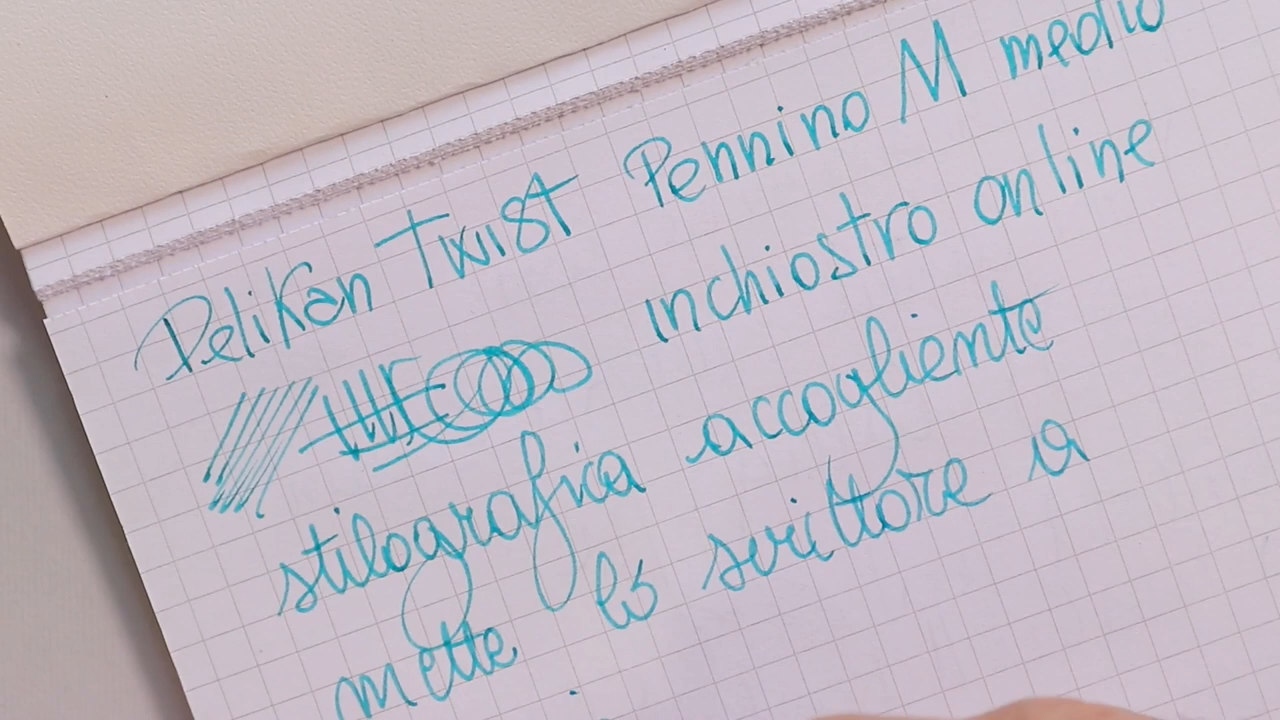 Pelikan Twist Pennino M medio
inchiostro online
stilografica accogliente
mette lo scrittore a